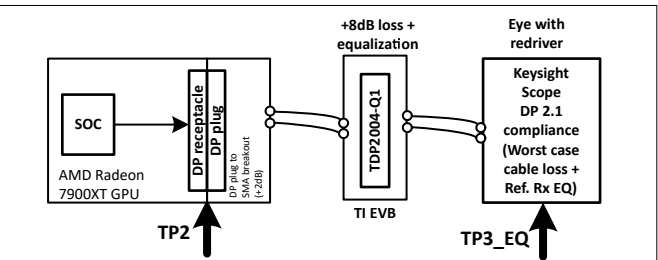 +8dB loss +
equalization
Eye with
redriver
SOC
DP receptacle
DP plug
DP plug to
SMA breakout
(+2dB)
AMD Radeon
7900XT GPU
TDP2004-Q1
TI EVB
Keysight
Scope
DP 2.1
compliance
(Worst case
cable loss +
Ref. Rx EQ)
TP2
TP3_EQ